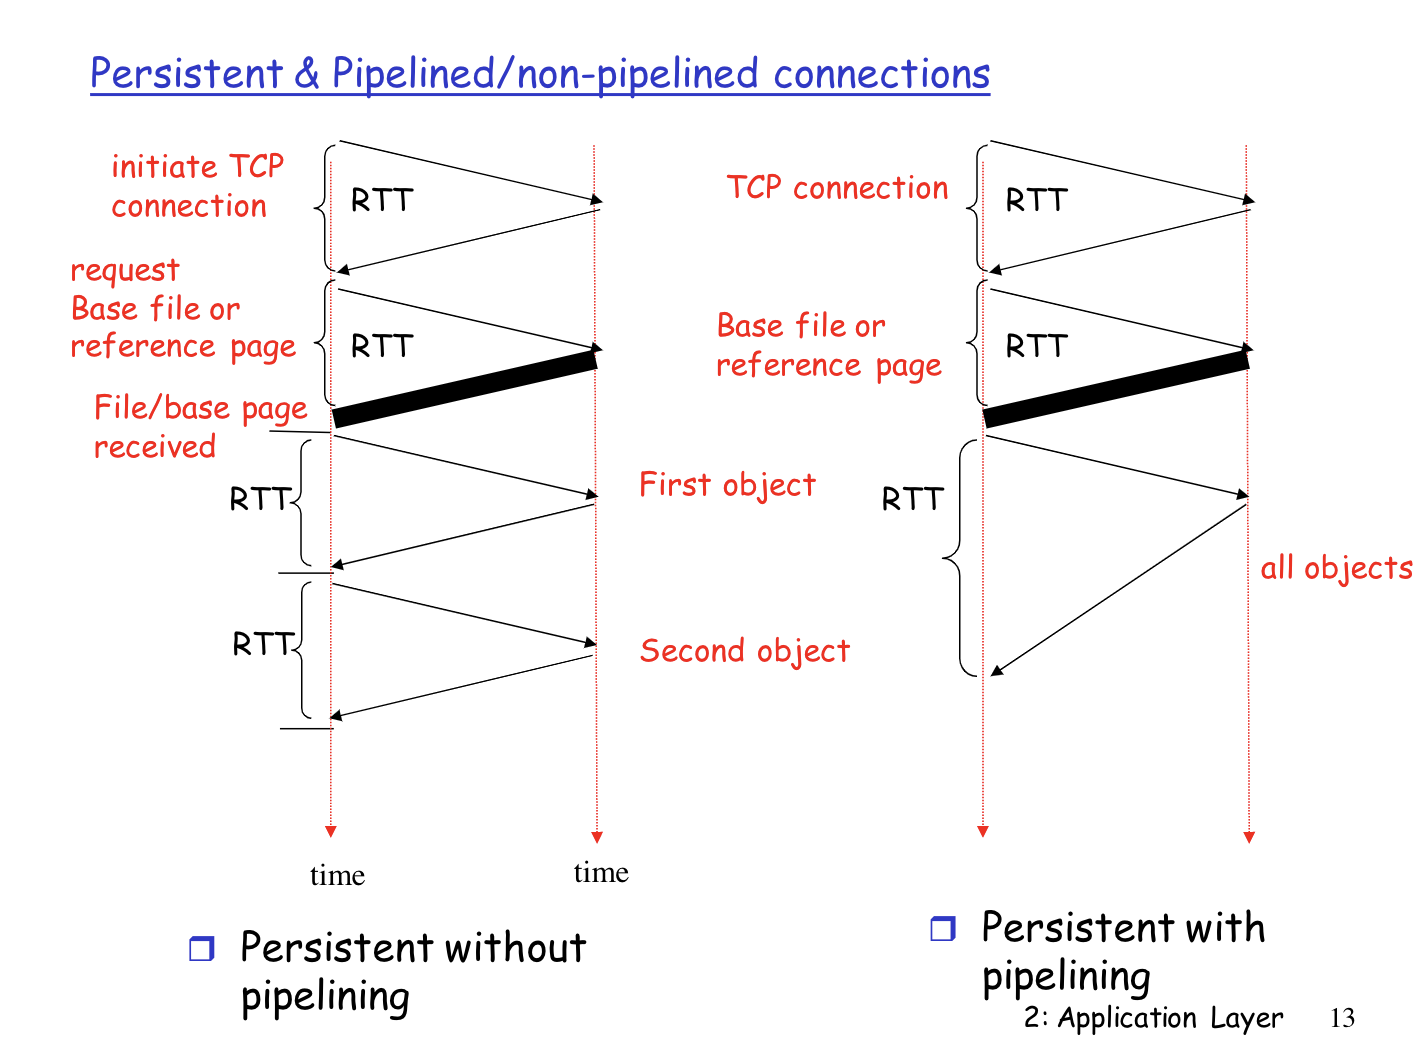 Persistent & Pipelined/non-pipelined connections
initiate TCP
connection
RTT
request
Base file or
reference page
RTT
File/base page
received
RTT
First object
RTT
Second object
time
time
Persistent without
pipelining
TCP connection
RTT
Base file or
reference page
RTT
RTT
all objects
Persistent with
pipelining
2: Application Layer
13